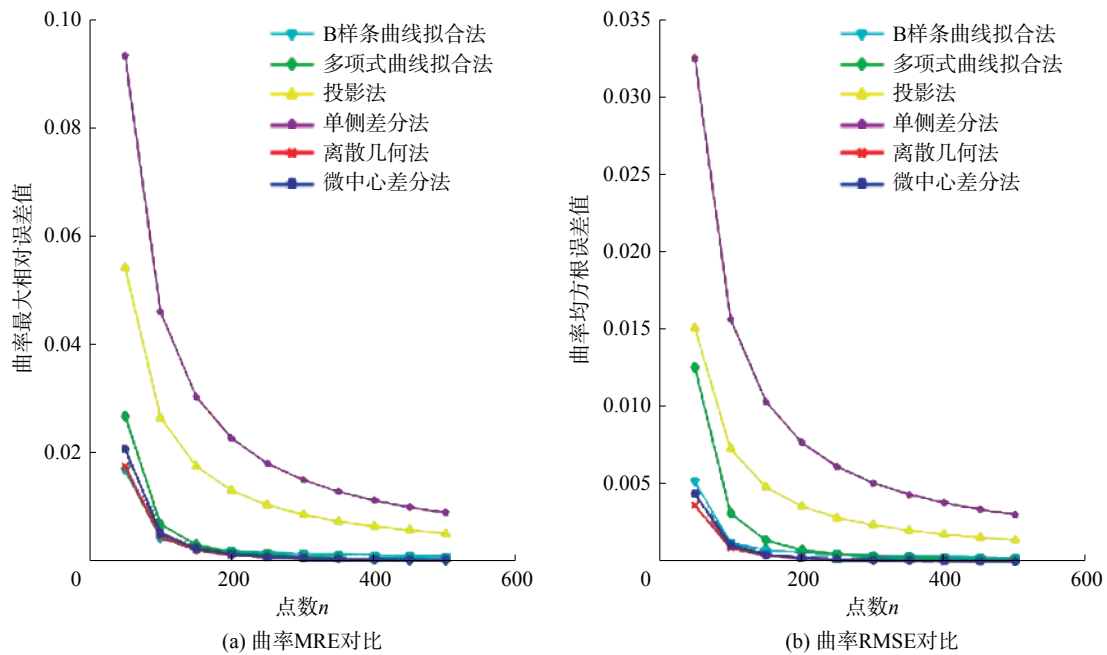 0.10
0.08
0.06
0.04
0.02
0
200
400
600
曲率最大相对误差值
点数n
B样条曲线拟合法
多项式曲线拟合法
投影法
单侧差分法
离散几何法
微中心差分法
(a) 曲率MRE对比
0.035
0.030
0.025
0.020
0.015
0.010
0.005
0
200
400
600
曲率均方根误差值
点数n
B样条曲线拟合法
多项式曲线拟合法
投影法
单侧差分法
离散几何法
微中心差分法
(b) 曲率RMSE对比